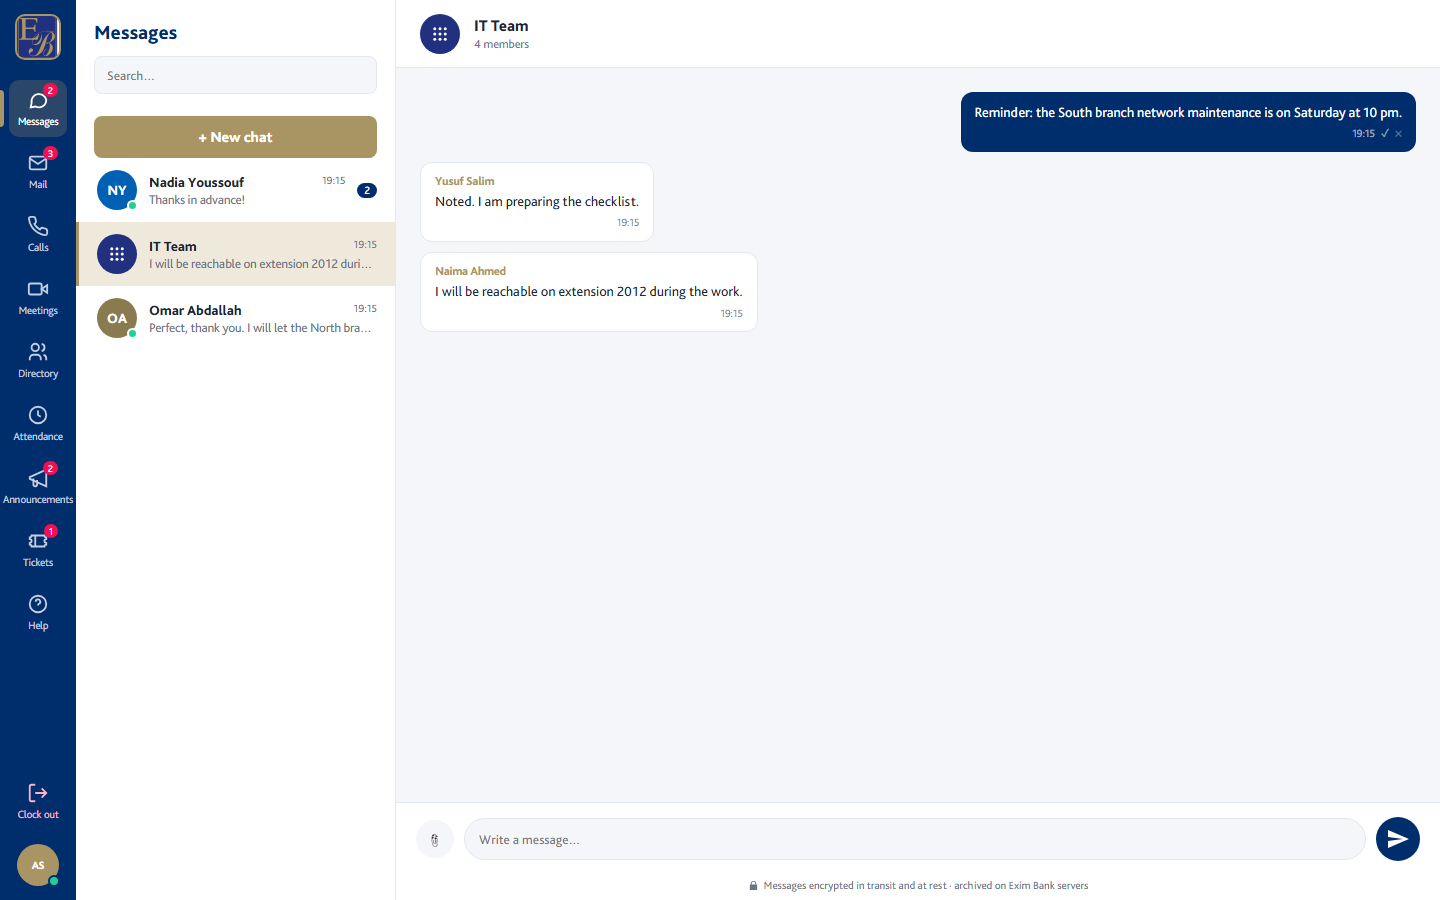 EB
2
Messages
3
Mail
Calls
Meetings
Directory
Attendance
2
Announcements
1
Tickets
Help
Clock out
AS
Messages
Search...
+ New chat
NY
Nadia Youssouf
19:15
Thanks in advance!
2
IT Team
19:15
I will be reachable on extension 2012 duri...
OA
Omar Abdallah
19:15
Perfect, thank you. I will let the North bra...
IT Team
4 members
Reminder: the South branch network maintenance is on Saturday at 10 pm.
19:15 ✓ ×
Yusuf Salim
Noted. I am preparing the checklist.
19:15
Naima Ahmed
I will be reachable on extension 2012 during the work.
19:15
Write a message...
Messages encrypted in transit and at rest · archived on Exim Bank servers